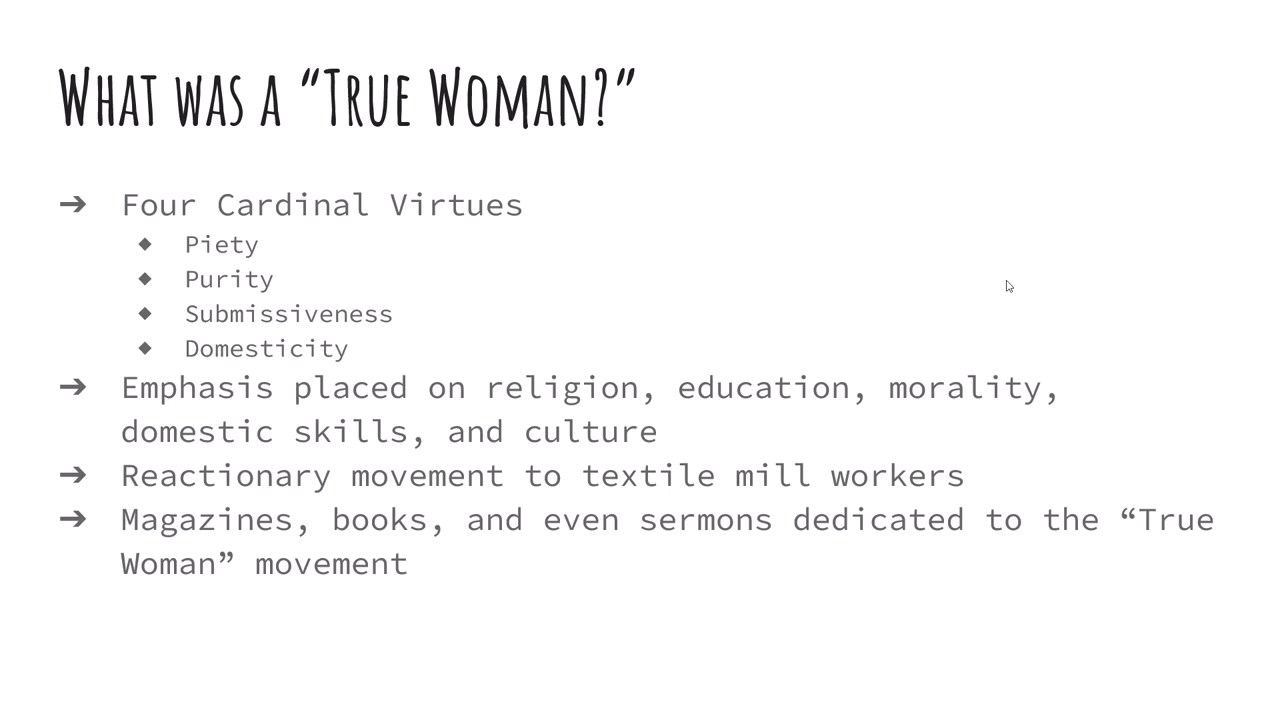 What was a “True Woman?”
➔ Four Cardinal Virtues
◆ Piety
◆ Purity
◆ Submissiveness
◆ Domesticity
➔ Emphasis placed on religion, education, morality,
domestic skills, and culture
➔ Reactionary movement to textile mill workers
➔ Magazines, books, and even sermons dedicated to the “True
Woman” movement